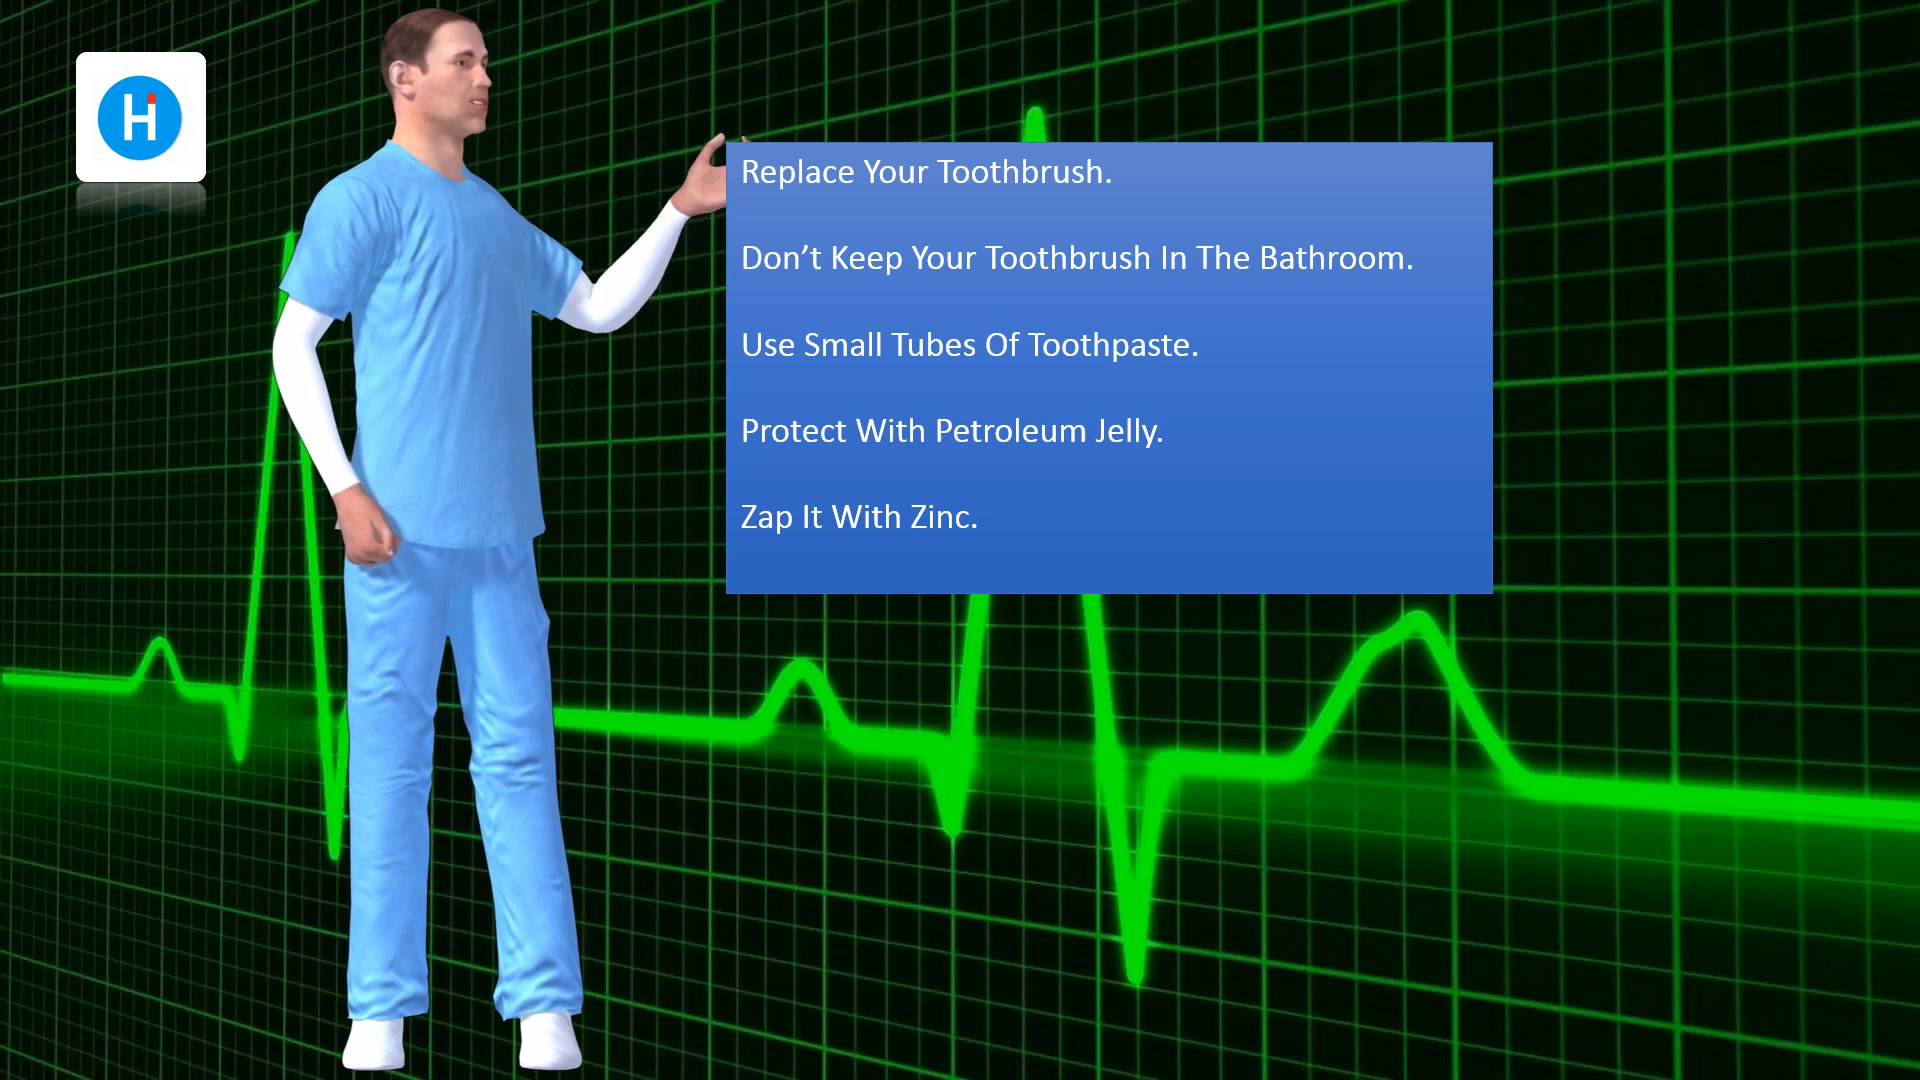 H
Replace Your Toothbrush.
Don’t Keep Your Toothbrush In The Bathroom.
Use Small Tubes Of Toothpaste.
Protect With Petroleum Jelly.
Zap It With Zinc.